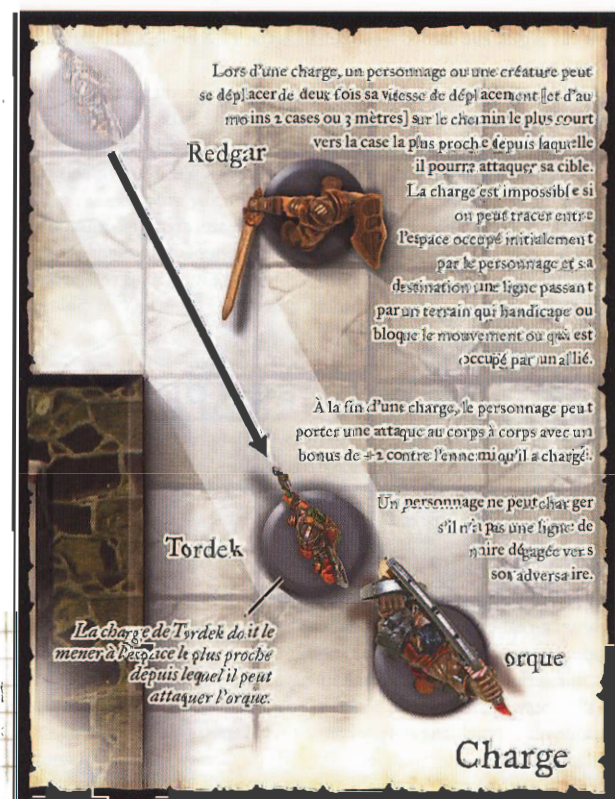 Lors d'une charge, un personnage ou une créature peut
se déplacer de deux fois sa vitesse de déplacement [et d'au
moins 2 cases ou 3 mètres] sur le chemin le plus court
vers la case la plus proche depuis laquelle
il pourra attaquer sa cible.
Redgar
La charge est impossible si
on peut tracer entre
l'espace occupé initialement
par le personnage et sa
destination une ligne passant
par un terrain qui handicape ou
bloque le mouvement ou qui est
occupé par un allié.
À la fin d'une charge, le personnage peut
porter une attaque au corps à corps avec un
bonus de +2 contre l'ennemi qu'il a chargé.
Un personnage ne peut charger
s'il n'a pas une ligne de
mire dégagée vers
son adversaire.
Tordek
La charge de Tordek doit le
mener à l'espace le plus proche
depuis lequel il peut
attaquer l'orque.
orque
Charge